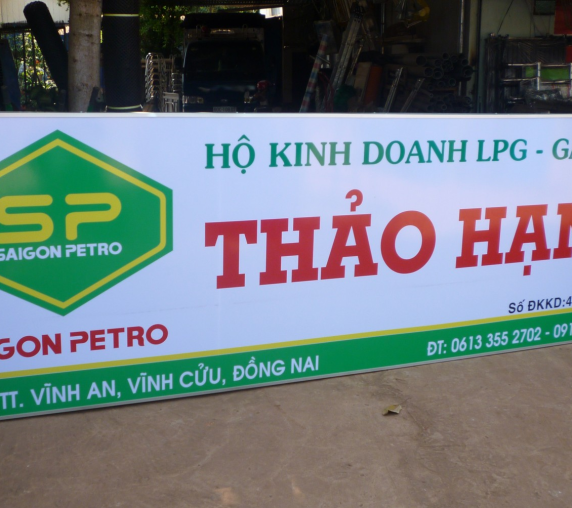 SP
SAIGON PETRO
GON PETRO
HỘ KINH DOANH LPG - GA
THẢO HẠN
Số ĐKKD:4
TT. VĨNH AN, VĨNH CỬU, ĐỒNG NAI
ĐT: 0613 355 2702 - 091